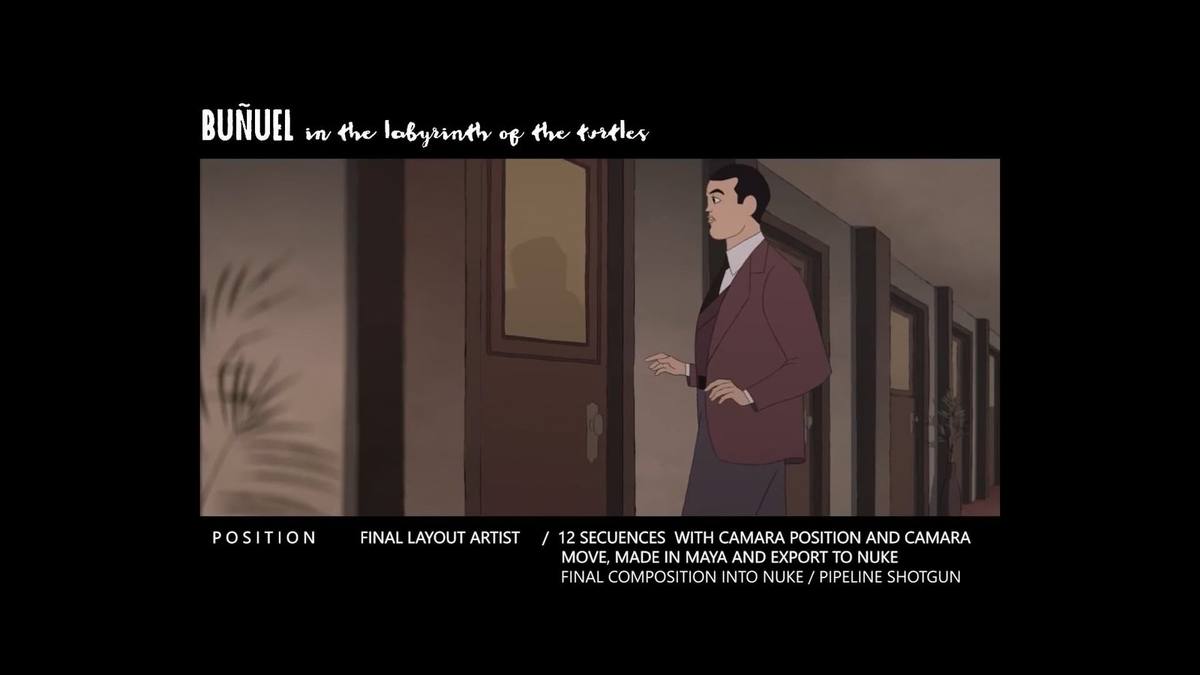 BUÑUEL in the labyrinth of the tortles
POSITION FINAL LAYOUT ARTIST / 12 SECUENCES WITH CAMARA POSITION AND CAMARA
MOVE, MADE IN MAYA AND EXPORT TO NUKE
FINAL COMPOSITION INTO NUKE / PIPELINE SHOTGUN